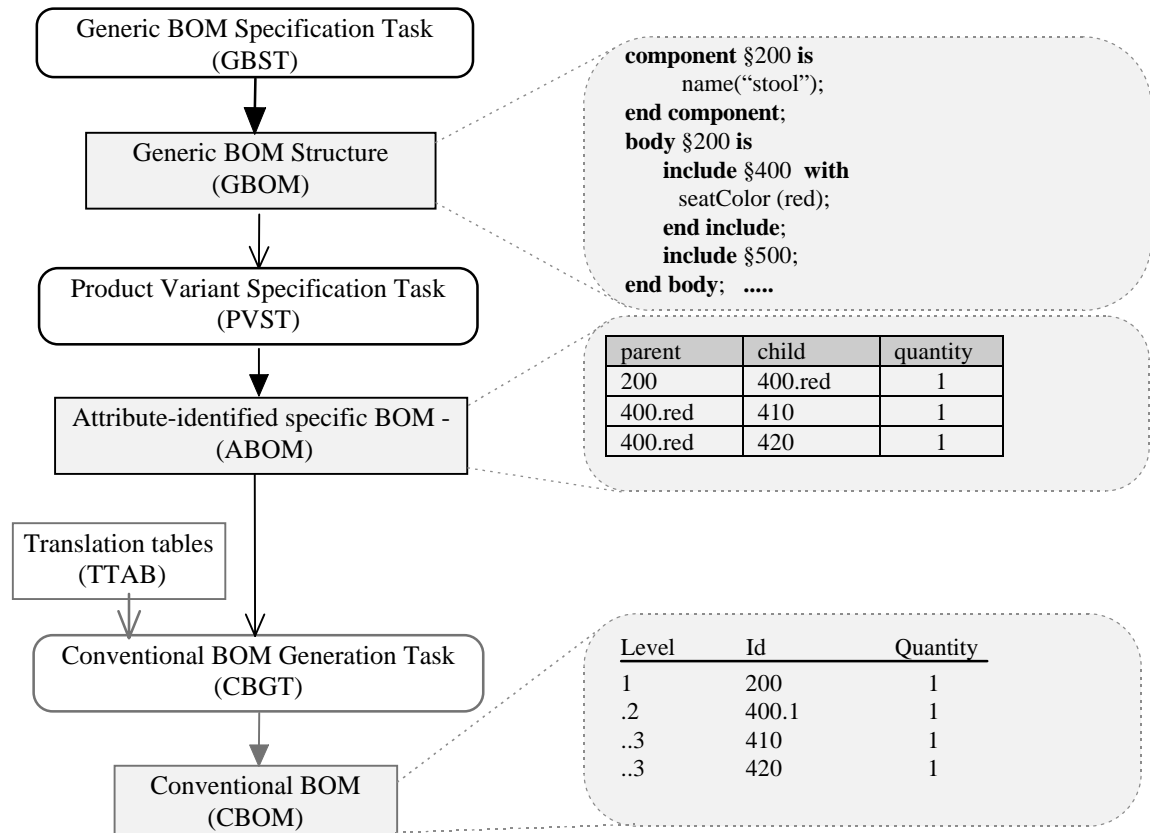 Generic BOM Specification Task
(GBST)
Generic BOM Structure
(GBOM)
Product Variant Specification Task
(PVST)
Attribute-identified specific BOM -
(ABOM)
Translation tables
(TTAB)
Conventional BOM Generation Task
(CBGT)
Conventional BOM
(CBOM)
component §200 is
name(“stool”);
end component;
body §200 is
include §400 with
seatColor (red);
end include;
include §500;
end body; .....
parent child quantity
200 400.red 1
400.red 410 1
400.red 420 1
Level Id Quantity
1 200 1
.2 400.1 1
..3 410 1
..3 420 1